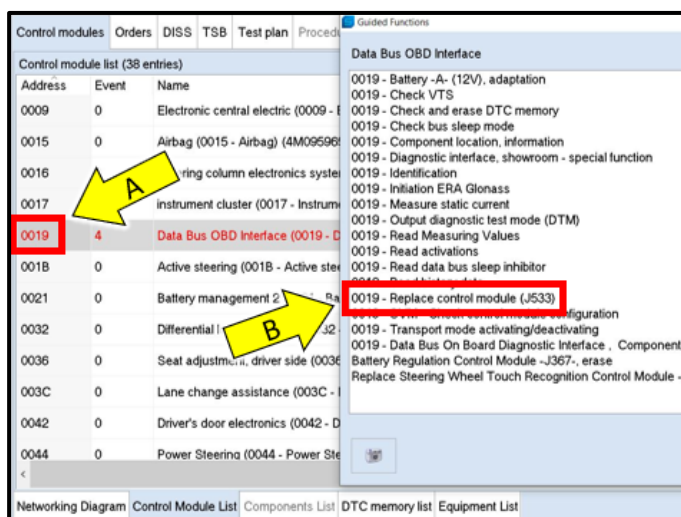 Control modules Orders DISS TSB Test plan
Control module list (38 entries)
Address Event Name
0009 0 Electronic central electric (0009 -
0015 0 Airbag (0015 - Airbag) (4M095969
0016 electronics syste
0017 instrument cluster (0017 - Instrum
0019 4 Data Bus OBD Interface (0019 - D
001B 0 Active steering (001B - Active stee
0021 0 Battery management 2
0032 0 Differential
0036 0 Seat adjustment, driver side (0036
003C 0 Lane change assistance (003C -
0042 0 Driver's door electronics (0042 - D
0044 0 Power Steering (0044 - Power Ste
Networking Diagram Control Module List Components List DTC memory list Equipment List
A
B
Guided Functions
Data Bus OBD Interface
0019 - Battery -A- (12V), adaptation
0019 - Check VTS
0019 - Check and erase DTC memory
0019 - Check bus sleep mode
0019 - Component location, information
0019 - Diagnostic interface, showroom - special function
0019 - Identification
0019 - Initiation ERA Glonass
0019 - Measure static current
0019 - Output diagnostic test mode (DTM)
0019 - Read Measuring Values
0019 - Read activations
0019 - Read data bus sleep inhibitor
0019 - Replace control module (J533)
configuration
0019 - Transport mode activating/deactivating
0019 - Data Bus On Board Diagnostic Interface , Component
Battery Regulation Control Module -J367-, erase
Replace Steering Wheel Touch Recognition Control Module -